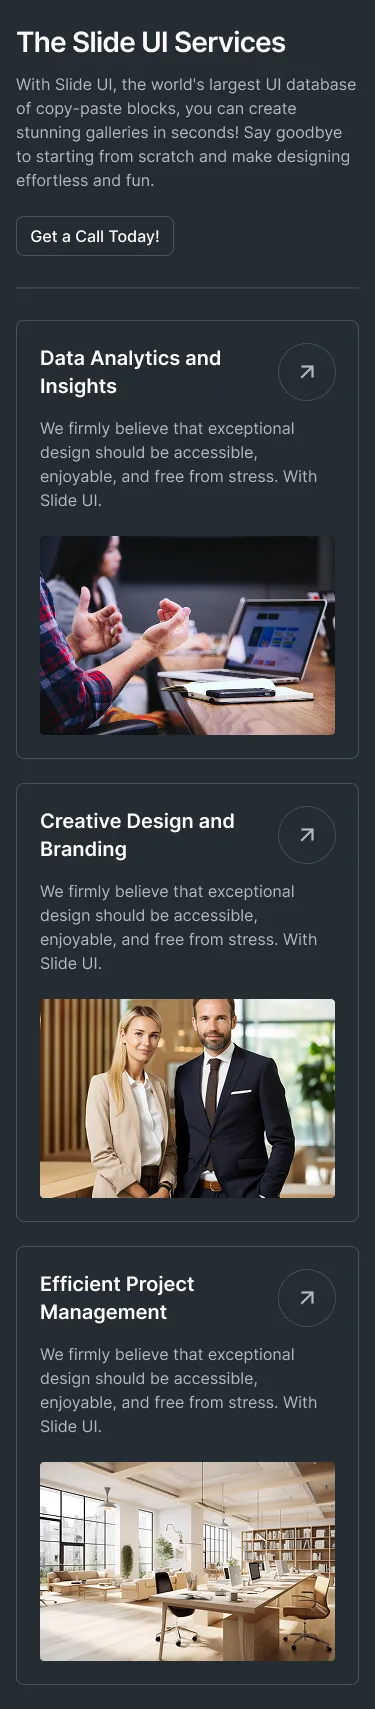 The Slide UI Services
With Slide UI, the world's largest UI database
of copy-paste blocks, you can create
stunning galleries in seconds! Say goodbye
to starting from scratch and make designing
effortless and fun.
Get a Call Today!
Data Analytics and
Insights
We firmly believe that exceptional
design should be accessible,
enjoyable, and free from stress. With
Slide UI.
Creative Design and
Branding
We firmly believe that exceptional
design should be accessible,
enjoyable, and free from stress. With
Slide UI.
Efficient Project
Management
We firmly believe that exceptional
design should be accessible,
enjoyable, and free from stress. With
Slide UI.